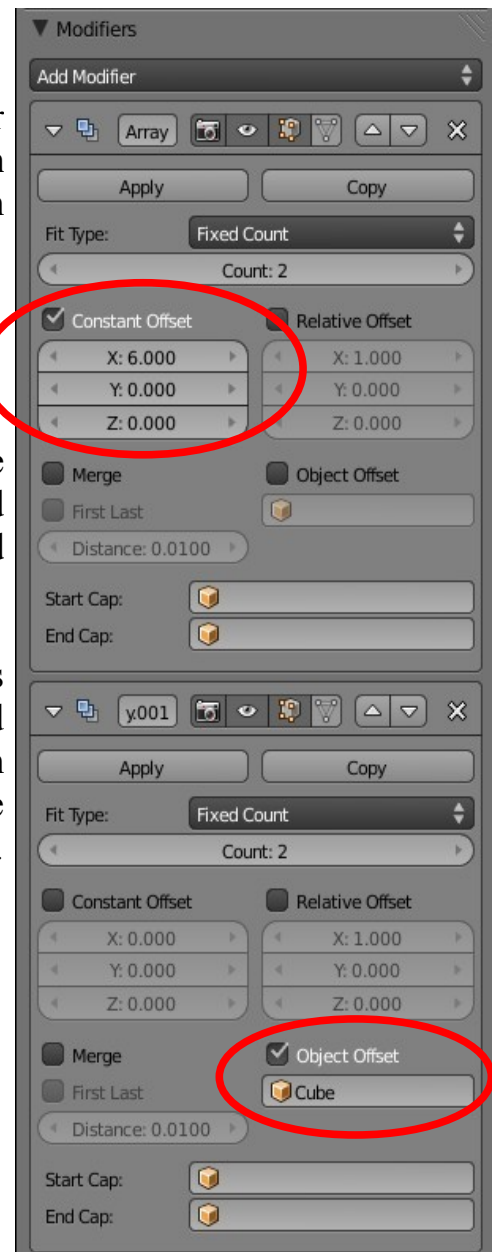 Modifiers
Add Modifier
Array
Apply Copy
Fit Type: Fixed Count
Count: 2
Constant Offset Relative Offset
X: 6.000 X: 1.000
Y: 0.000 Y: 0.000
Z: 0.000 Z: 0.000
Merge Object Offset
First Last
Distance: 0.0100
Start Cap:
End Cap:
y.001
Apply Copy
Fit Type: Fixed Count
Count: 2
Constant Offset Relative Offset
X: 0.000 X: 1.000
Y: 0.000 Y: 0.000
Z: 0.000 Z: 0.000
Merge Object Offset
First Last Cube
Distance: 0.0100
Start Cap:
End Cap: